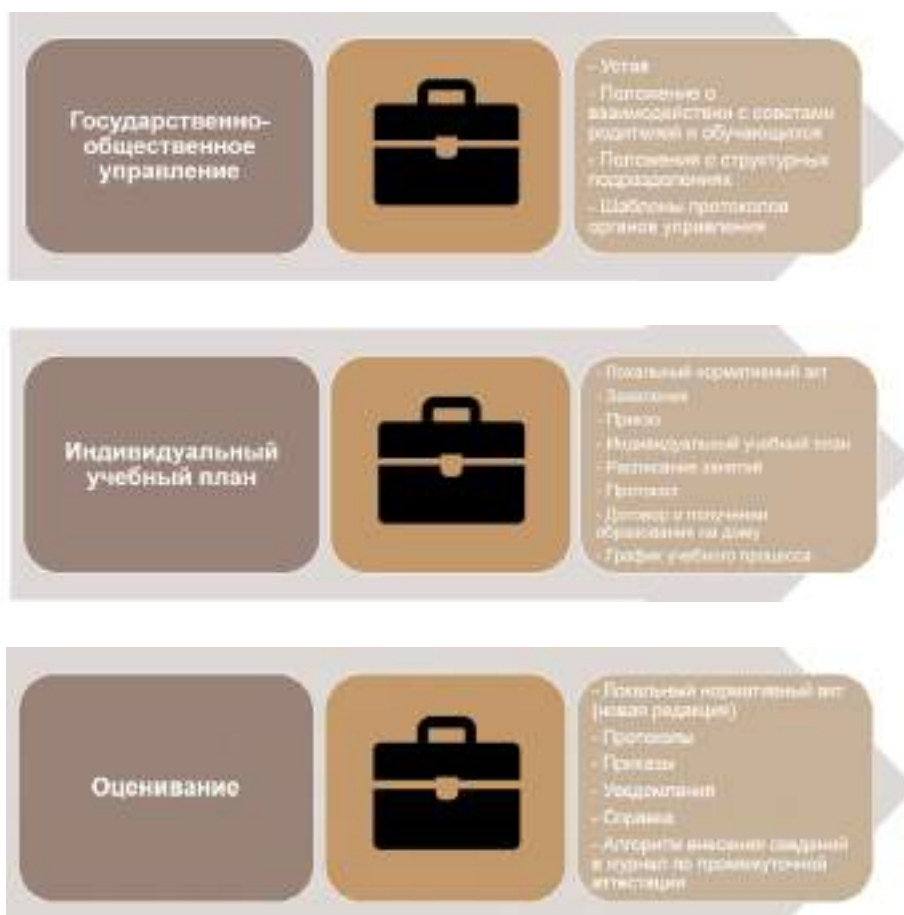 Государственно-
общественное
управление
- Устав
- Положение о
взаимодействии с советами
родителей и обучающихся
- Положения о структурных
подразделениях
- Шаблоны протоколов
органов управления
Индивидуальный
учебный план
- Локальный нормативный акт
- Заявление
- Приказ
- Индивидуальный учебный план
- Расписание занятий
- Протокол
- Договор о получении
образования на дому
- График учебного процесса
Оценивание
- Локальный нормативный акт
(новая редакция)
- Протоколы
- Приказы
- Уведомления
- Справка
- Алгоритм внесения сведений
в журнал по промежуточной
аттестации